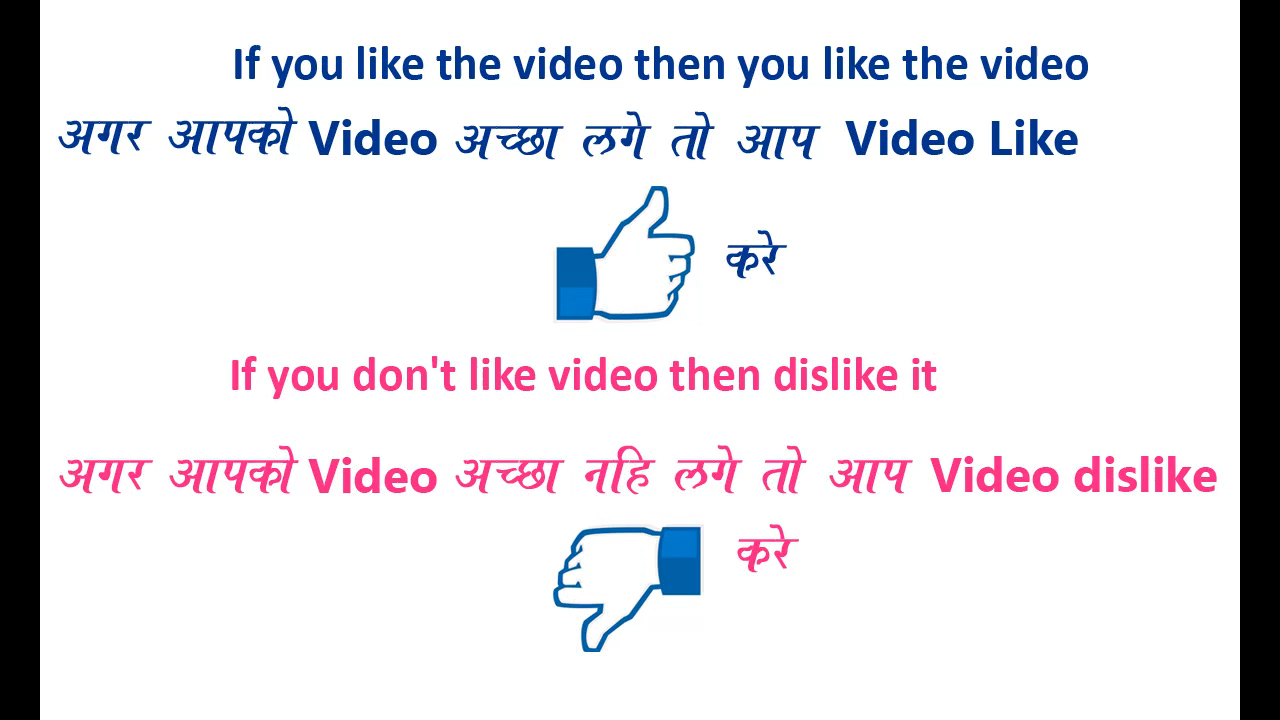 If you like the video then you like the video
अगर आपको Video अच्छा लगे तो आप Video Like
करे
If you don't like video then dislike it
अगर आपको Video अच्छा नहि लगे तो आप Video dislike
करे